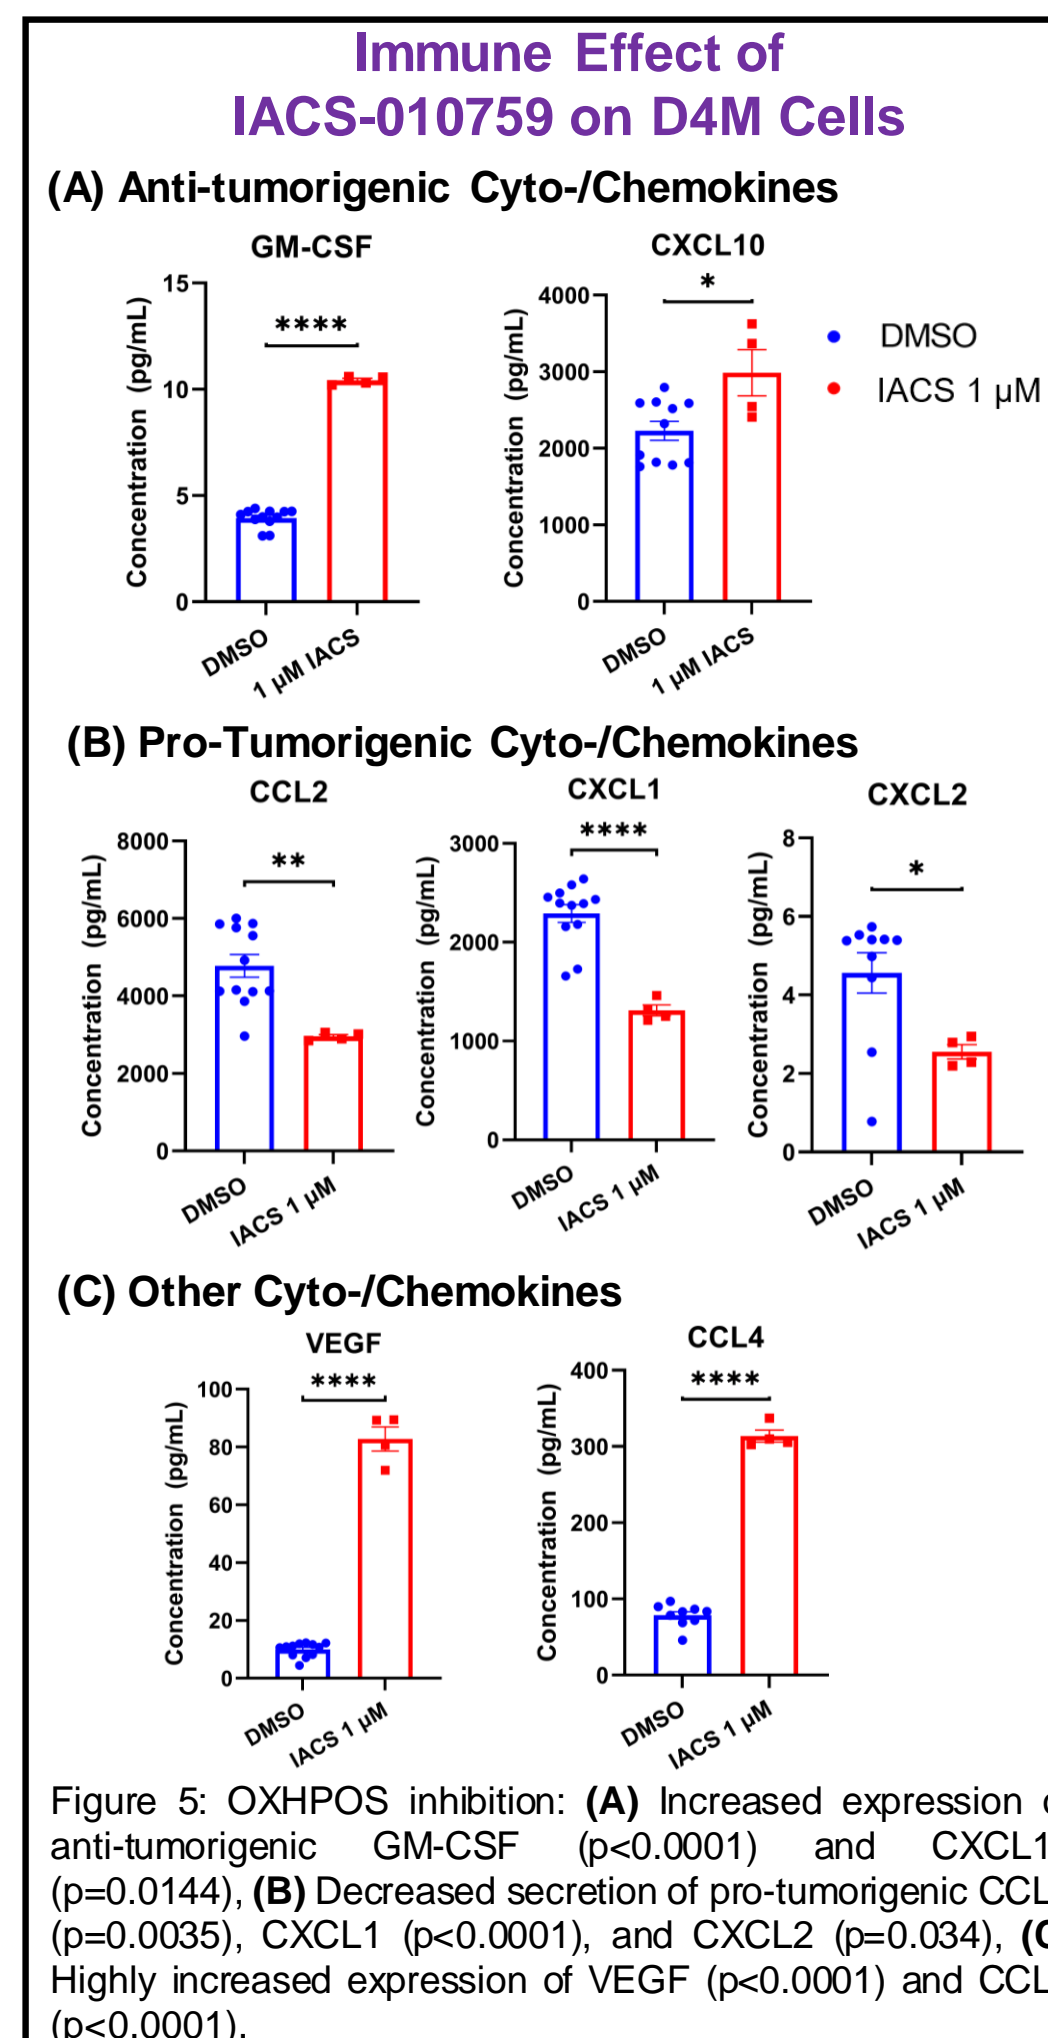 Immune Effect of
IACS-010759 on D4M Cells
(A) Anti-tumorigenic Cyto-/Chemokines
GM-CSF
Concentration (pg/mL)
15
10
5
0
****
DMSO
1 µM IACS
CXCL10
Concentration (pg/mL)
4000
3000
2000
1000
0
*
DMSO
1 µM IACS
DMSO
IACS 1 µM
(B) Pro-Tumorigenic Cyto-/Chemokines
CCL2
Concentration (pg/mL)
8000
6000
4000
2000
0
**
DMSO
IACS 1 µM
CXCL1
Concentration (pg/mL)
3000
2000
1000
0
****
DMSO
IACS 1 µM
CXCL2
Concentration (pg/mL)
8
6
4
2
0
*
DMSO
IACS 1 µM
(C) Other Cyto-/Chemokines
VEGF
Concentration (pg/mL)
100
80
60
40
20
0
****
DMSO
IACS 1 µM
CCL4
Concentration (pg/mL)
400
300
200
100
0
****
DMSO
IACS 1 µM
Figure 5: OXHPOS inhibition: (A) Increased expression
anti-tumorigenic GM-CSF (p<0.0001) and CXCL1
(p=0.0144), (B) Decreased secretion of pro-tumorigenic CCL
(p=0.0035), CXCL1 (p<0.0001), and CXCL2 (p=0.034), (C
Highly increased expression of VEGF (p<0.0001) and CCL
(p<0.0001).